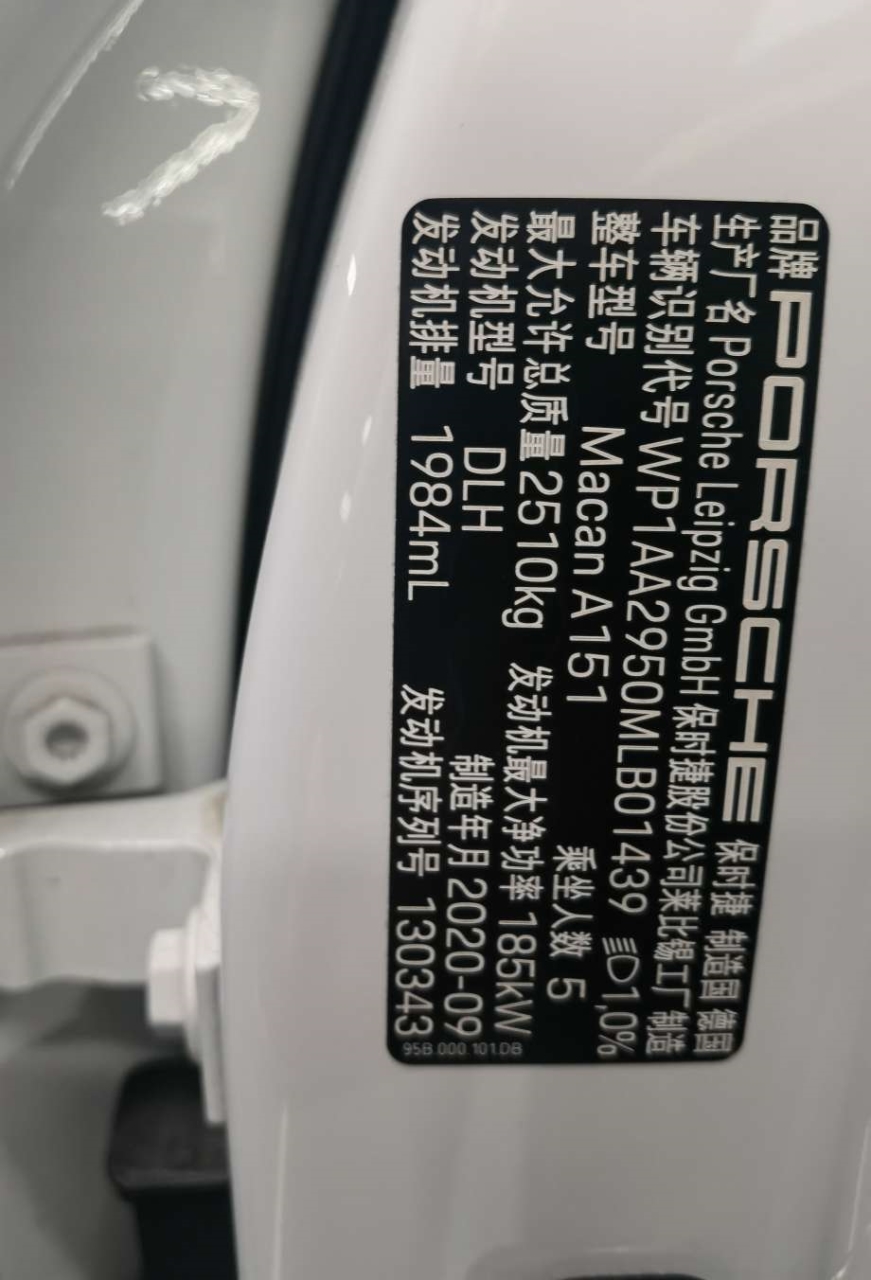 品牌 PORSCHE 保时捷 制造国 德国
生产厂名 Porsche Leipzig GmbH 保时捷股份公司莱比锡工厂制造
车辆识别代号 WP1AA2950MLB01439 1,0%
整车型号 Macan A151 乘坐人数 5
最大允许总质量 2510kg 发动机最大净功率 185kW
发动机型号 DLH 制造年月 2020-09
发动机排量 1984mL 发动机序列号 130343
95B.000.101.DB